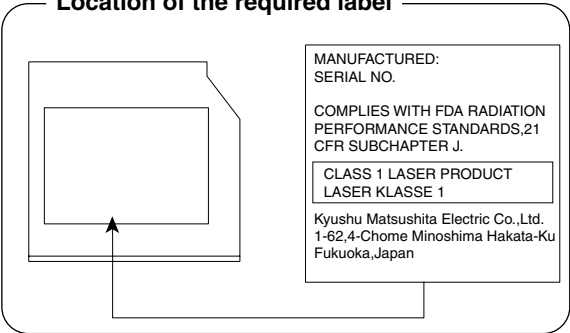 Location of the required label
MANUFACTURED:
SERIAL NO.
COMPLIES WITH FDA RADIATION
PERFORMANCE STANDARDS,21
CFR SUBCHAPTER J.
CLASS 1 LASER PRODUCT
LASER KLASSE 1
Kyushu Matsushita Electric Co.,Ltd.
1-62,4-Chome Minoshima Hakata-Ku
Fukuoka,Japan